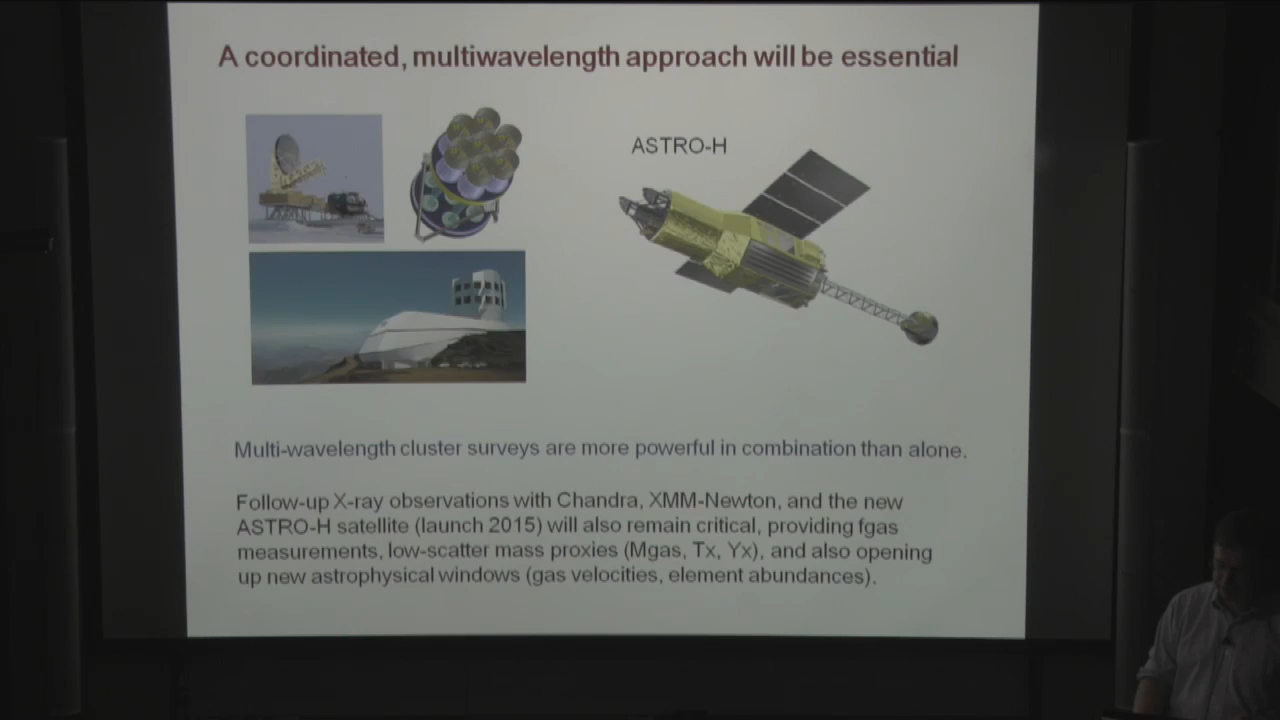 A coordinated, multiwavelength approach will be essential
ASTRO-H
Multi-wavelength cluster surveys are more powerful in combination than alone.
Follow-up X-ray observations with Chandra, XMM-Newton, and the new
ASTRO-H satellite (launch 2015) will also remain critical, providing fgas
measurements, low-scatter mass proxies (Mgas, Tx, Yx), and also opening
up new astrophysical windows (gas velocities, element abundances).